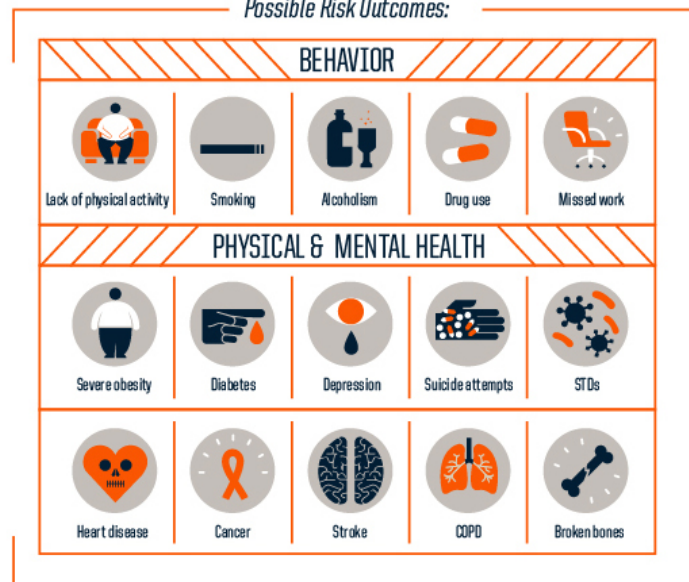 Possible Risk Outcomes:
BEHAVIOR
Lack of physical activity
Smoking
Alcoholism
Drug use
Missed work
PHYSICAL & MENTAL HEALTH
Severe obesity
Diabetes
Depression
Suicide attempts
STDs
Heart disease
Cancer
Stroke
COPD
Broken bones